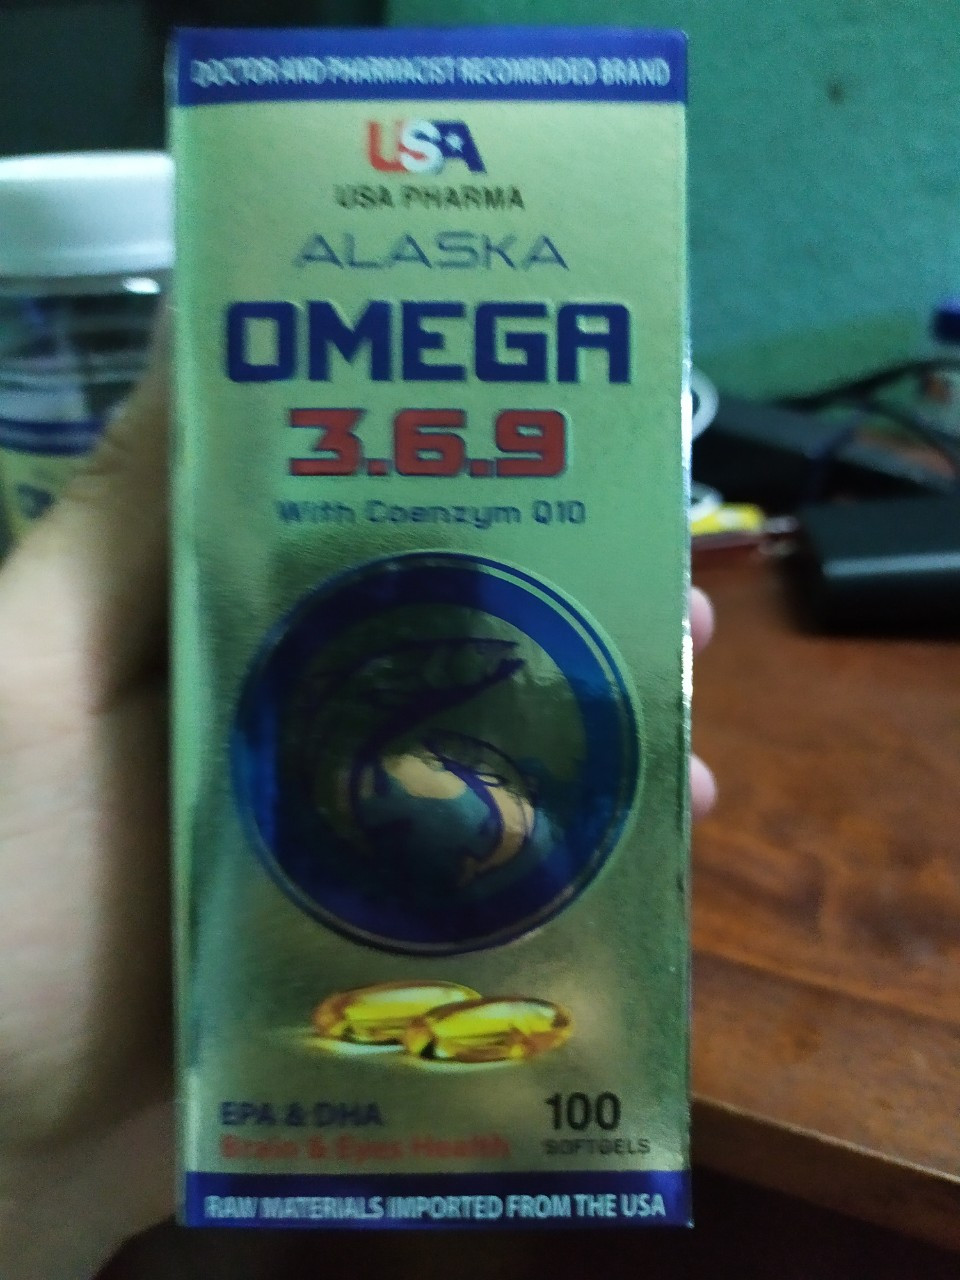 DOCTOR AND PHARMACIST RECOMENDED BRAND
USA
USA PHARMA
ALASKA
OMEGA
3.6.9
With Coenzym Q10
EPA & DHA
Brain & Eyes Health
100
SOFTGELS
RAW MATERIALS IMPORTED FROM THE USA